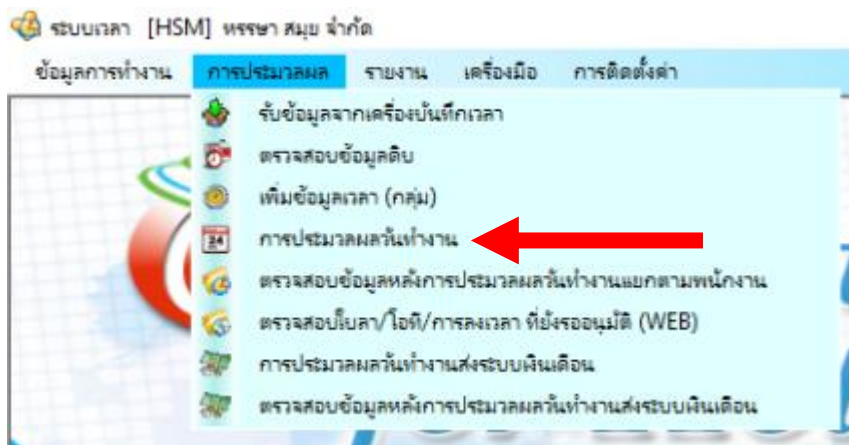 ระบบเวลา [HSM] หรรษา สมุย จำกัด
ข้อมูลการทำงาน การประมวลผล รายงาน เครื่องมือ การติดตั้งค่า
รับข้อมูลจากเครื่องบันทึกเวลา
ตรวจสอบข้อมูลดิบ
เพิ่มข้อมูลเวลา (กลุ่ม)
24 การประมวลผลวันทำงาน
ตรวจสอบข้อมูลหลังการประมวลผลวันทำงานแยกตามพนักงาน
ตรวจสอบใบลา/โอที/การลงเวลา ที่ยังรออนุมัติ (WEB)
การประมวลผลวันทำงานส่งระบบเงินเดือน
ตรวจสอบข้อมูลหลังการประมวลผลวันทำงานส่งระบบเงินเดือน